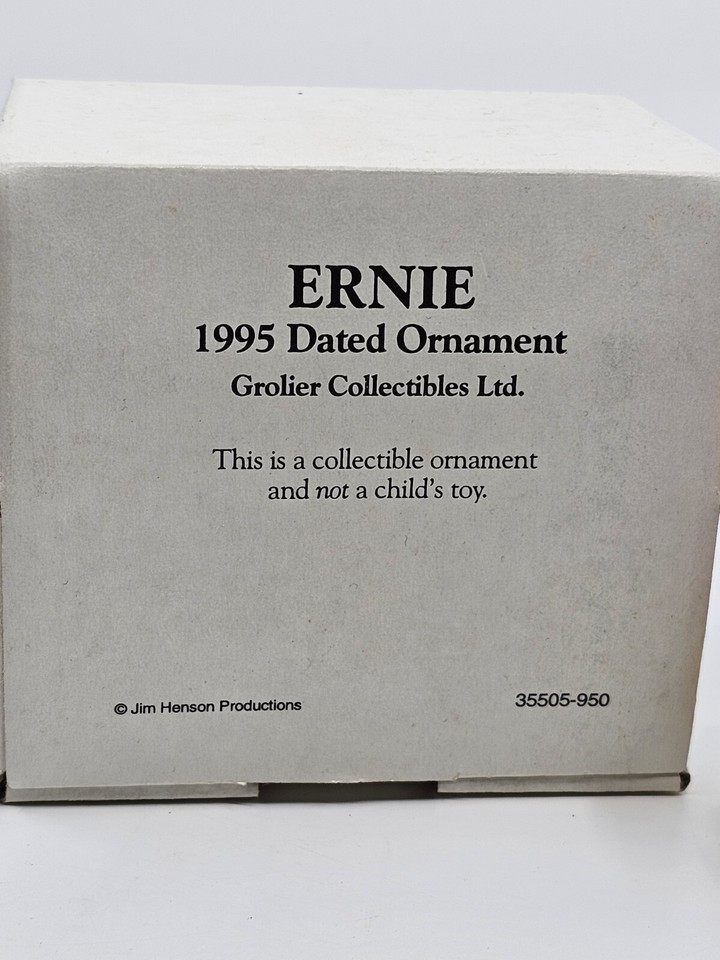 ERNIE
1995 Dated Ornament
Grolier Collectibles Ltd.
This is a collectible ornament
and not a child's toy.
© Jim Henson Productions
35505-950